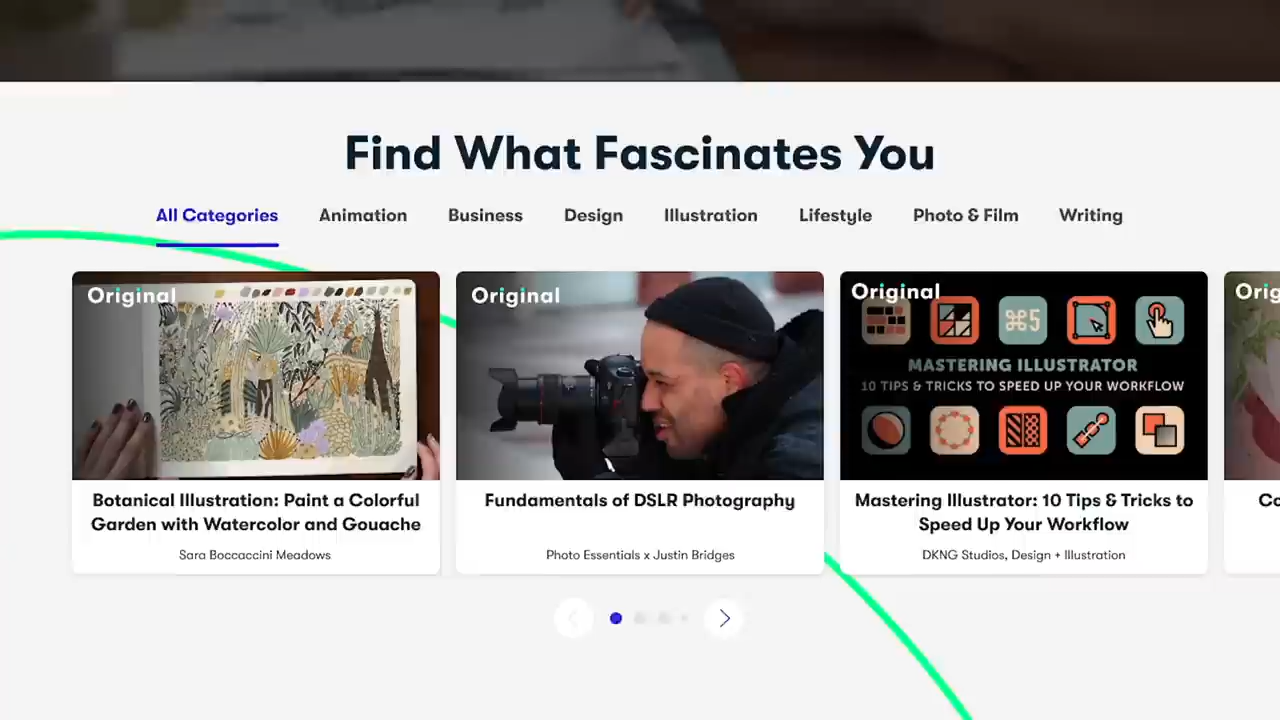 Find What Fascinates You
All Categories Animation Business Design Illustration Lifestyle Photo & Film Writing
Original
Botanical Illustration: Paint a Colorful
Garden with Watercolor and Gouache
Sara Boccaccini Meadows
Original
Fundamentals of DSLR Photography
Photo Essentials x Justin Bridges
Original
⌘5
MASTERING ILLUSTRATOR
10 TIPS & TRICKS TO SPEED UP YOUR WORKFLOW
Mastering Illustrator: 10 Tips & Tricks to
Speed Up Your Workflow
DKNG Studios, Design + Illustration
Orig
Co